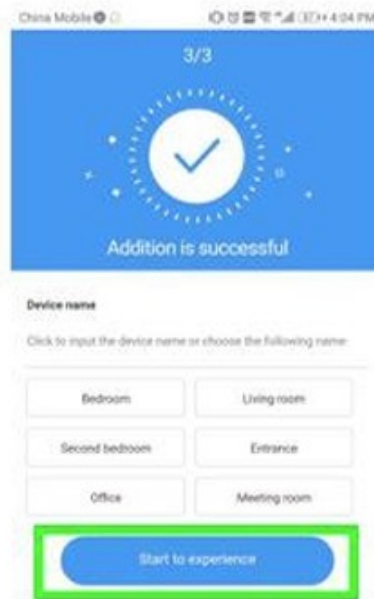 China Mobile 4:04 PM
3/3
Addition is successful
Device name
Click to input the device name or choose the following name
Bedroom Living room
Second bedroom Entrance
Office Meeting room
Start to experience